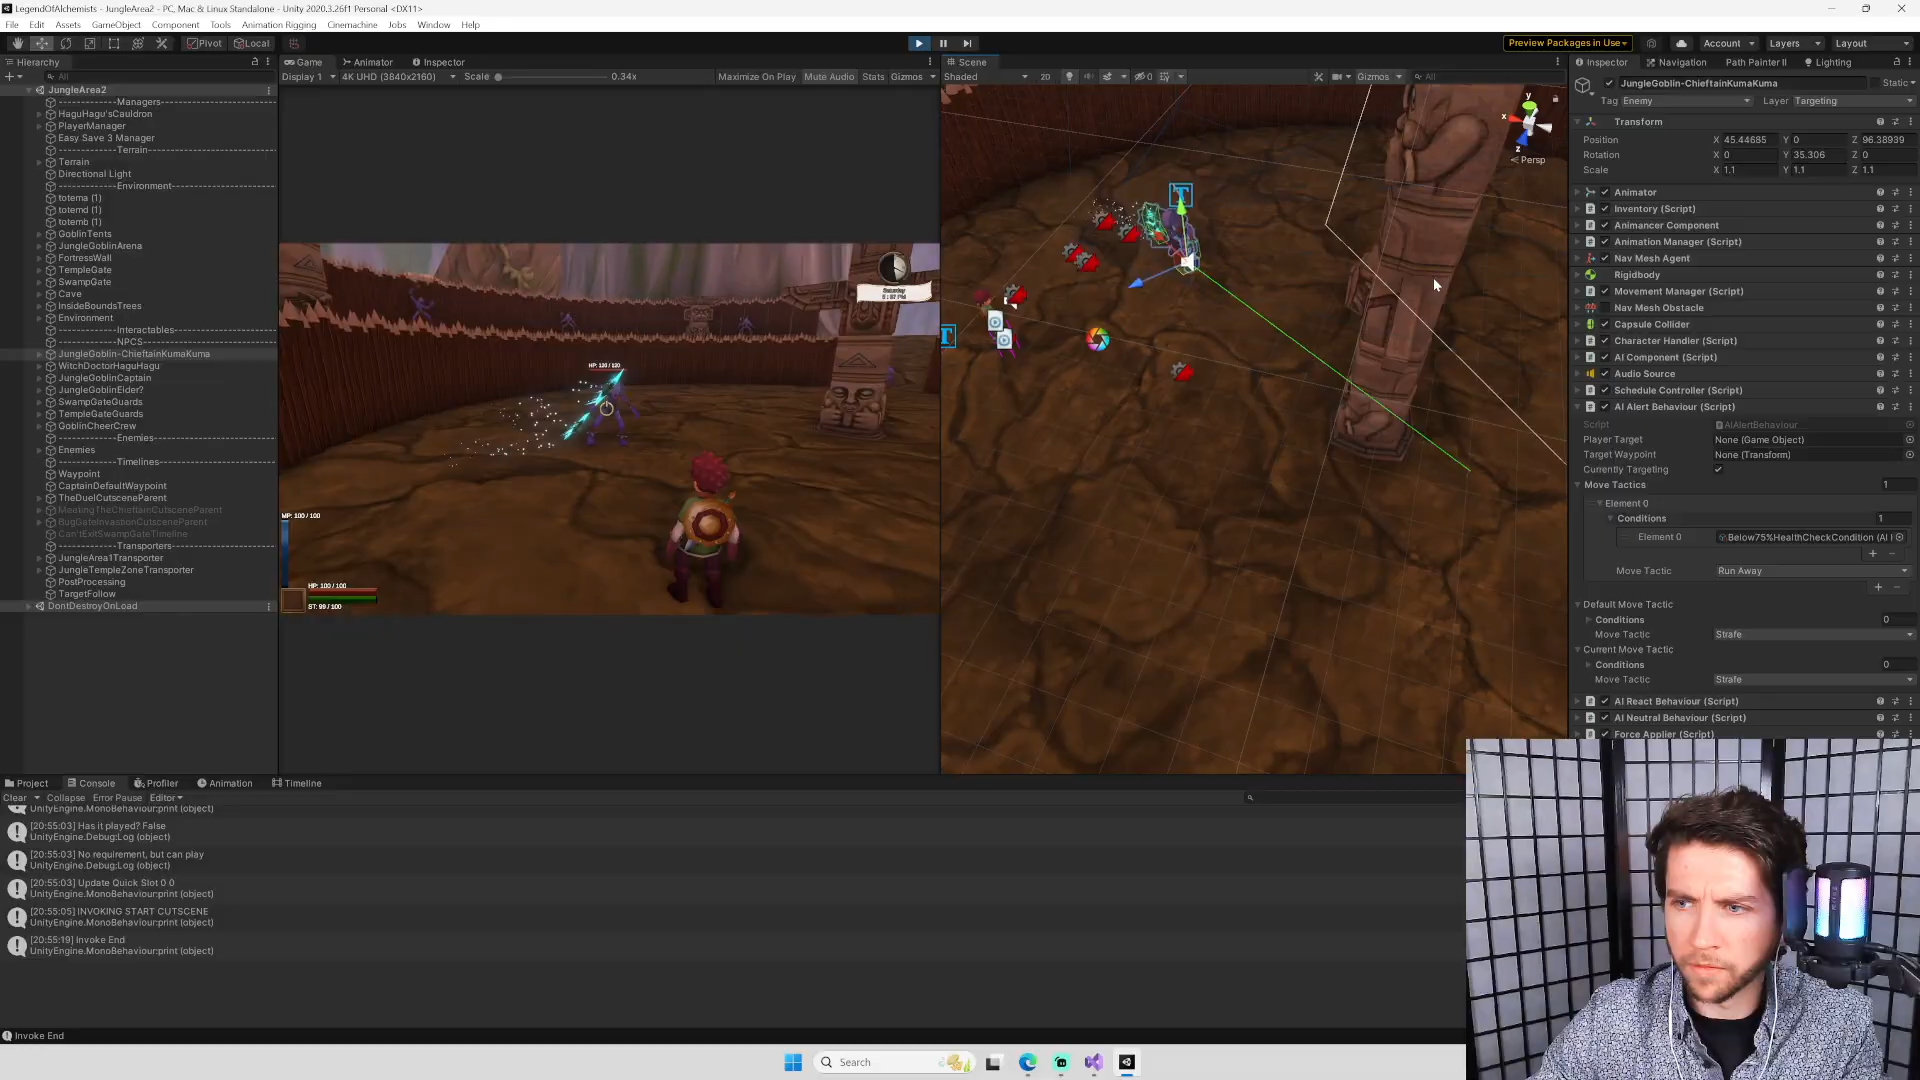 LegendOfAlchemists - JungleArea2 - PC, Mac & Linux Standalone - Unity 2020.3.26f1 Personal <DX11>
File Edit Assets GameObject Component Tools Animation Rigging Cinemachine Jobs Window Help
Pivot Local Preview Packages in Use Account Layers Layout
Hierarchy
All
JungleArea2
Managers
HaguHagu'sCauldron
PlayerManager
Easy Save 3 Manager
Terrain
Terrain
Directional Light
Environment
totema (1)
totemd (1)
totemb (1)
GoblinTents
JungleGoblinArena
FortressWall
TempleGate
SwampGate
Cave
InsideBoundsTrees
Environment
Interactables
NPCS
JungleGoblin-ChieftainKumaKuma
WitchDoctorHaguHagu
JungleGoblinCaptain
JungleGoblinElder?
SwampGateGuards
TempleGateGuards
GoblinCheerCrew
Enemies
Enemies
Timelines
Waypoint
CaptainDefaultWaypoint
TheDuelCutsceneParent
MeetingTheChieftainCutsceneParent
BugGateInvastionCutsceneParent
Can'tExitSwampGateTimeline
Transporters
JungleArea1Transporter
JungleTempleZoneTransporter
PostProcessing
TargetFollow
DontDestroyOnLoad
Game Animator Inspector
Display 1 4K UHD (3840x2160) Scale 0.34x Maximize On Play Mute Audio Stats Gizmos
HP: 120 / 120
MP: 100 / 100
HP: 100 / 100
ST: 99 / 100
Scene
Shaded 2D 0 Gizmos All
y
x
z
Persp
T
T
Inspector Navigation Path Painter II Lighting
JungleGoblin-ChieftainKumaKuma Static
Tag Enemy Layer Targeting
Transform
Position X 45.44685 Y 0 Z 96.38939
Rotation X 0 Y 35.306 Z 0
Scale X 1.1 Y 1.1 Z 1.1
Animator
Inventory (Script)
Animancer Component
Animation Manager (Script)
Nav Mesh Agent
Rigidbody
Movement Manager (Script)
Nav Mesh Obstacle
Capsule Collider
Character Handler (Script)
AI Component (Script)
Audio Source
Schedule Controller (Script)
AI Alert Behaviour (Script)
Script AIAlertBehaviour
Player Target None (Game Object)
Target Waypoint None (Transform)
Currently Targeting
Move Tactics 1
Element 0
Conditions 1
Element 0 Below75%HealthCheckCondition (AI
Move Tactic Run Away
Default Move Tactic
Conditions 0
Move Tactic Strafe
Current Move Tactic
Conditions 0
Move Tactic Strafe
AI React Behaviour (Script)
AI Neutral Behaviour (Script)
Force Applier (Script)
Project Console Profiler Animation Timeline
Clear Collapse Error Pause Editor
UnityEngine.MonoBehaviour:print (object)
[20:55:03] Has it played? False
UnityEngine.Debug:Log (object)
[20:55:03] No requirement, but can play
UnityEngine.Debug:Log (object)
[20:55:03] Update Quick Slot 0 0
UnityEngine.MonoBehaviour:print (object)
[20:55:05] INVOKING START CUTSCENE
UnityEngine.MonoBehaviour:print (object)
[20:55:19] Invoke End
UnityEngine.MonoBehaviour:print (object)
Invoke End
Search